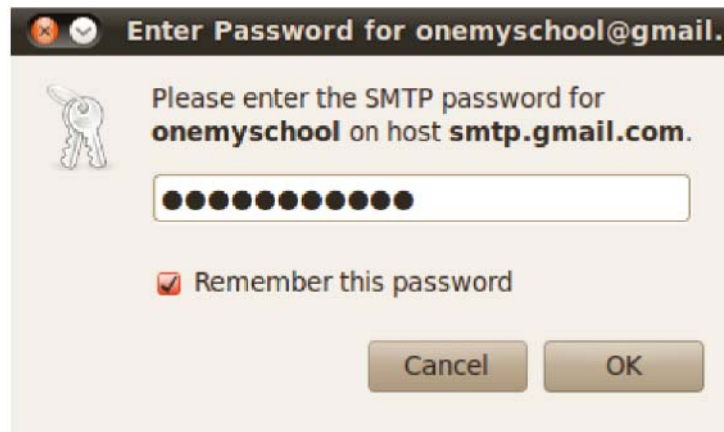 Enter Password for onemyschool@gmail.
Please enter the SMTP password for
onemyschool on host smtp.gmail.com.
●●●●●●●●●●●
Remember this password
Cancel OK